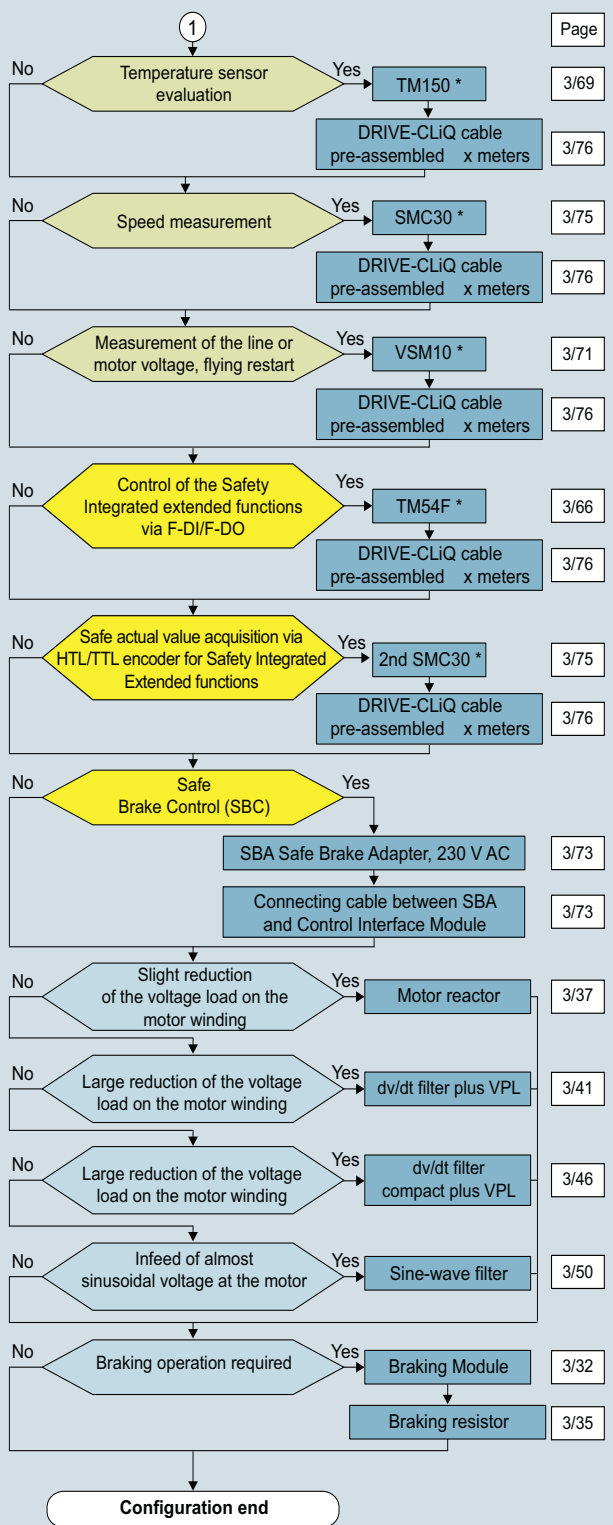 1
Page
No
Temperature sensor
evaluation
Yes
TM150 *
3/69
DRIVE-CLiQ cable
pre-assembled x meters
3/76
No
Speed measurement
Yes
SMC30 *
3/75
DRIVE-CLiQ cable
pre-assembled x meters
3/76
No
Measurement of the line or
motor voltage, flying restart
Yes
VSM10 *
3/71
DRIVE-CLiQ cable
pre-assembled x meters
3/76
No
Control of the Safety
Integrated extended functions
via F-DI/F-DO
Yes
TM54F *
3/66
DRIVE-CLiQ cable
pre-assembled x meters
3/76
No
Safe actual value acquisition via
HTL/TTL encoder for Safety Integrated
Extended functions
Yes
2nd SMC30 *
3/75
DRIVE-CLiQ cable
pre-assembled x meters
3/76
No
Safe
Brake Control (SBC)
Yes
SBA Safe Brake Adapter, 230 V AC
3/73
Connecting cable between SBA
and Control Interface Module
3/73
No
Slight reduction
of the voltage load on the
motor winding
Yes
Motor reactor
3/37
No
Large reduction of the voltage
load on the motor winding
Yes
dv/dt filter plus VPL
3/41
No
Large reduction of the voltage
load on the motor winding
Yes
dv/dt filter
compact plus VPL
3/46
No
Infeed of almost
sinusoidal voltage at the motor
Yes
Sine-wave filter
3/50
No
Braking operation required
Yes
Braking Module
3/32
Braking resistor
3/35
Configuration end